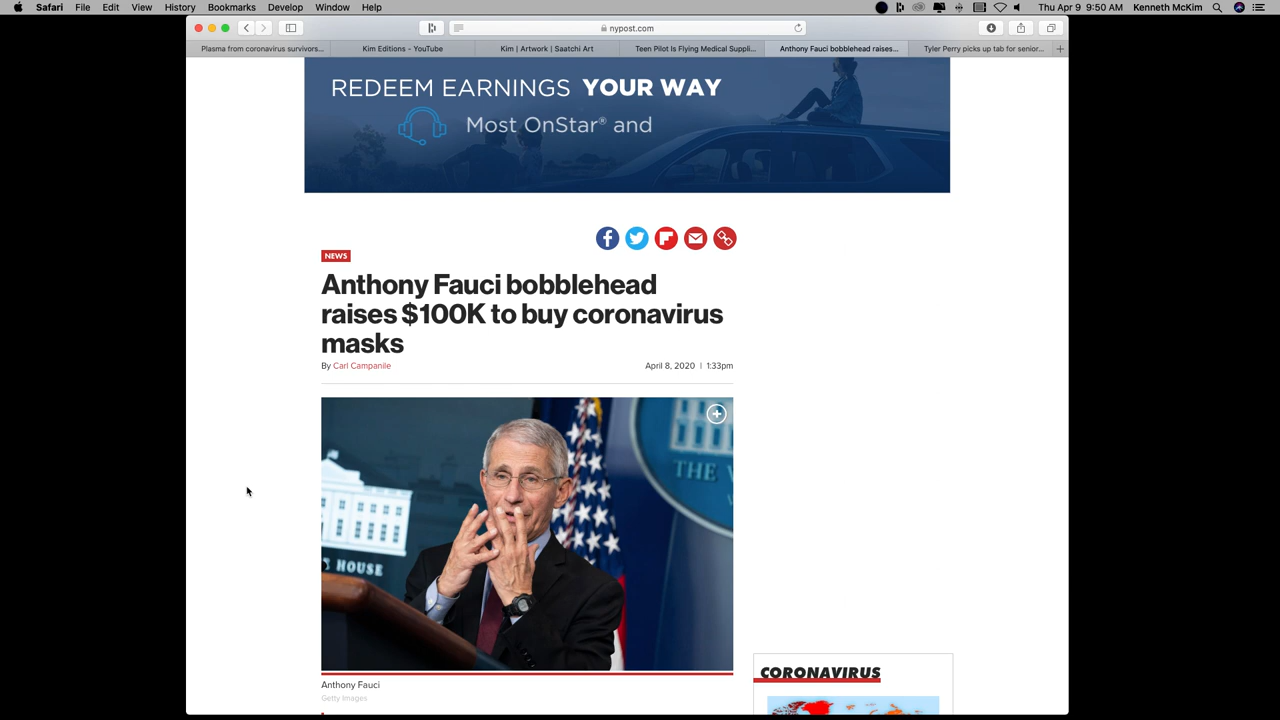 Safari File Edit View History Bookmarks Develop Window Help
Thu Apr 9 9:50 AM Kenneth McKim
nypost.com
Plasma from coronavirus survivors...
Kim Editions - YouTube
Kim | Artwork | Saatchi Art
Teen Pilot Is Flying Medical Suppli...
Anthony Fauci bobblehead raises...
Tyler Perry picks up tab for senior...
REDEEM EARNINGS YOUR WAY
Most OnStar® and
NEWS
Anthony Fauci bobblehead
raises $100K to buy coronavirus
masks
By Carl Campanile
April 8, 2020 | 1:33pm
THE W
HOUSE
Anthony Fauci
Getty Images
CORONAVIRUS